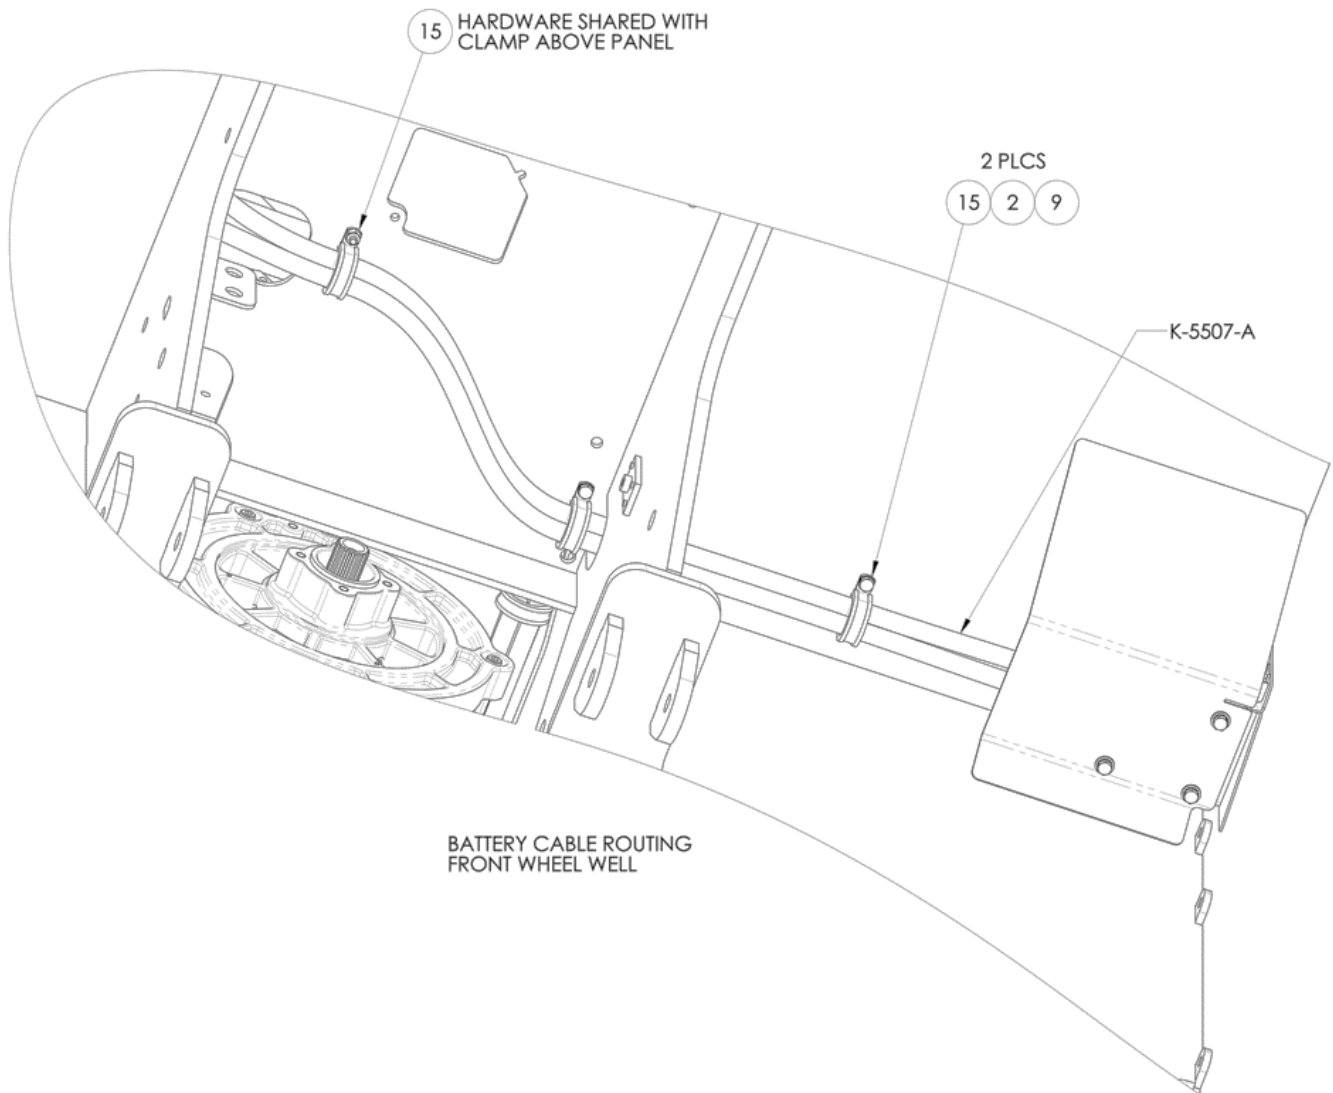 15 HARDWARE SHARED WITH
CLAMP ABOVE PANEL
2 PLCS
15 2 9
K-5507-A
BATTERY CABLE ROUTING
FRONT WHEEL WELL